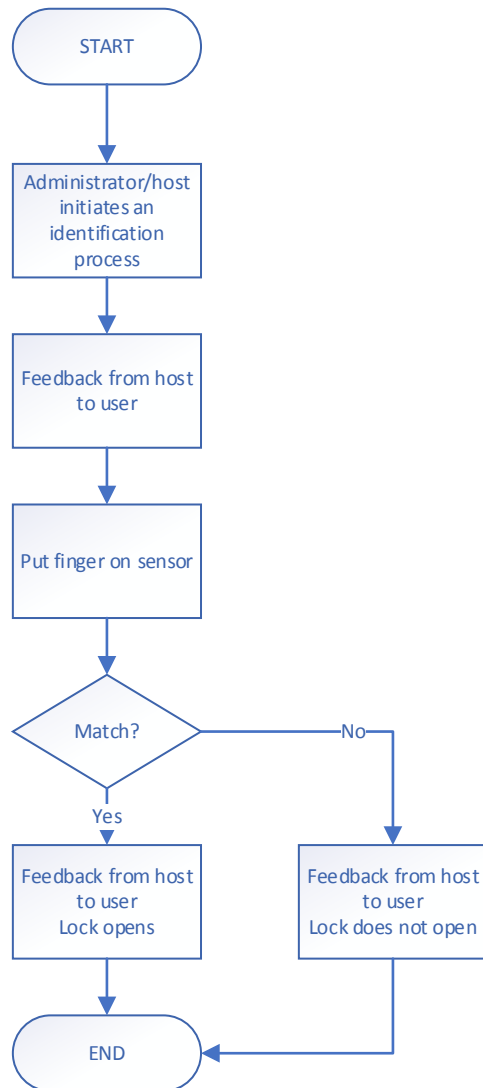 START
Administrator/host
initiates an
identification
process
Feedback from host
to user
Put finger on sensor
Match?
No
Yes
Feedback from host
to user
Lock opens
Feedback from host
to user
Lock does not open
END